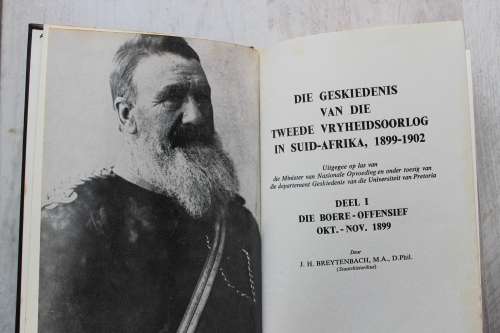 DIE GESKIEDENIS
VAN DIE
TWEEDE VRYHEIDSOORLOG
IN SUID-AFRIKA, 1899-1902
Uitgegee op las van
die Minister van Nasionale Opvoeding en onder toesig van
die departement Geskiedenis van die Universiteit van Pretoria
DEEL I
DIE BOERE-OFFENSIEF
OKT. - NOV. 1899
Deur
J. H. BREYTENBACH, M.A., D.Phil.
(Staatshistorikus)